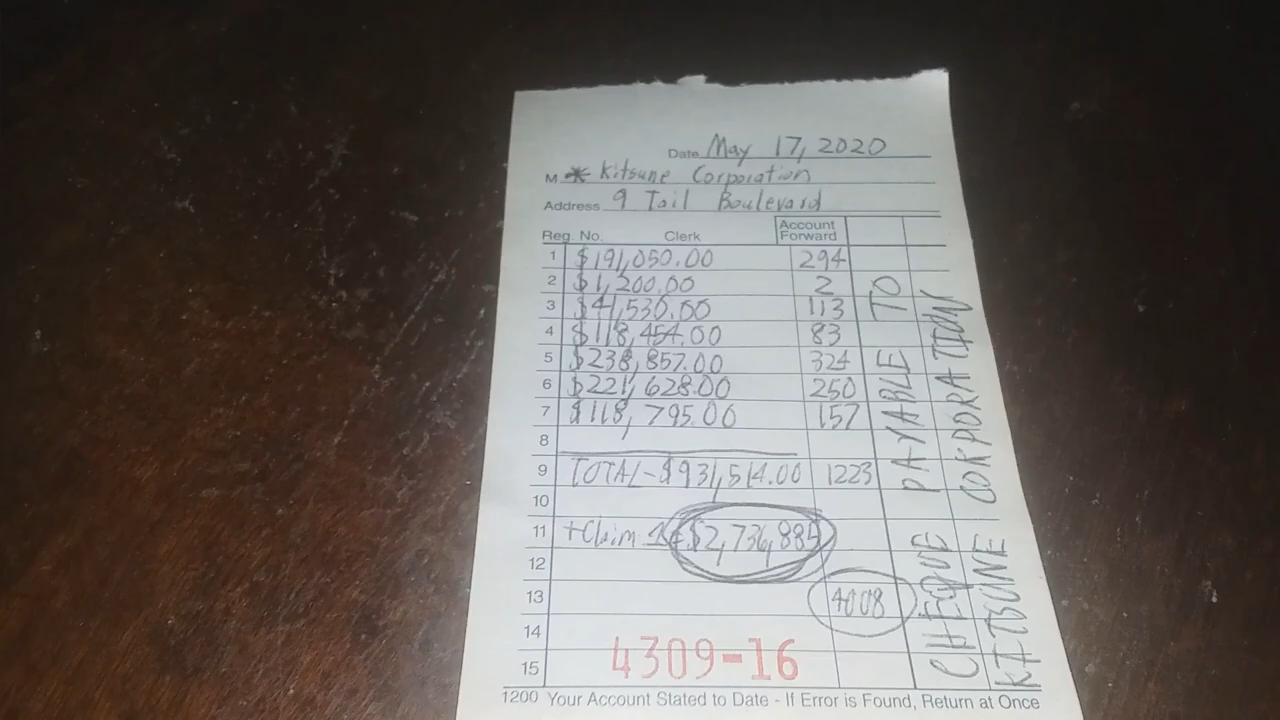 Date May 17, 2020
M Kitsune Corporation
Address 9 Tail Boulevard
Reg. No. Clerk Account Forward
1 $191,050.00 294
2 $1,200.00 2
3 $41,530.00 113
4 $118,454.00 83
5 $238,857.00 324
6 $221,628.00 250
7 $118,795.00 157
8
9 TOTAL-$931,514.00 1223
10
11 +Claim $2,736,885
12
13 4008
14
15 4309-16
1200 Your Account Stated to Date - If Error is Found, Return at Once
CHEQUE PAYABLE TO
KITSUNE CORPORATION